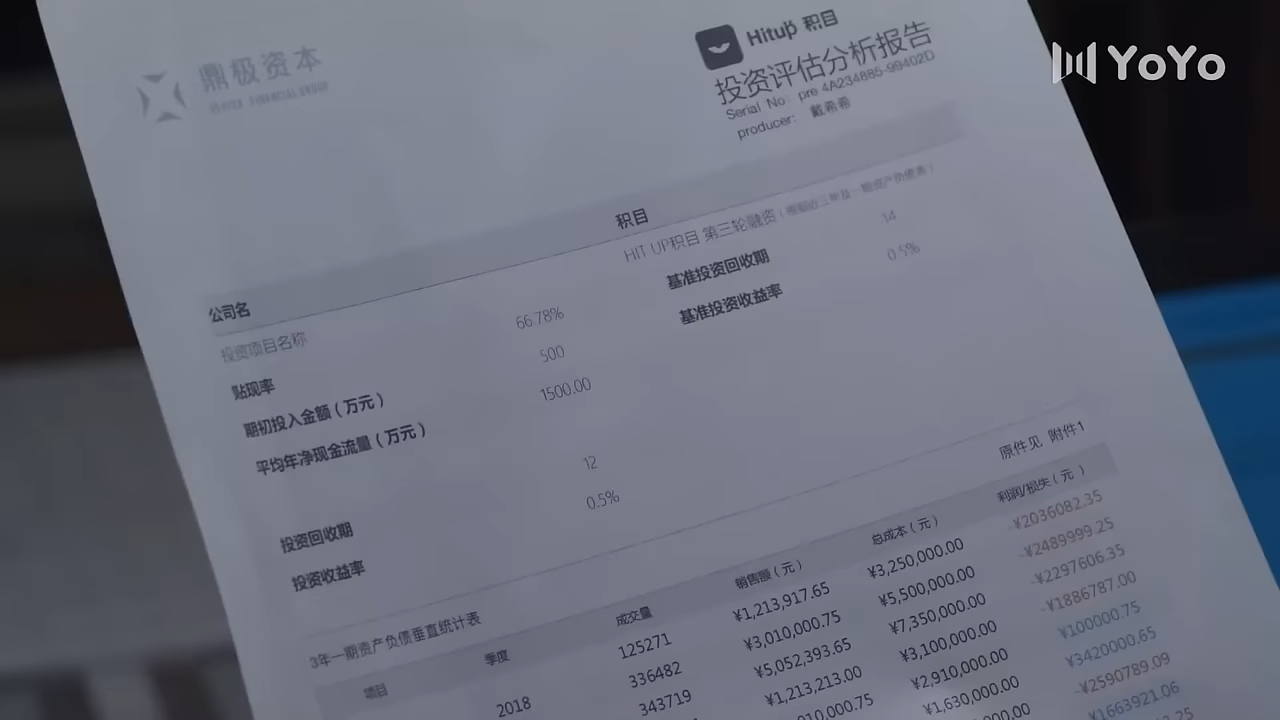 YoYo
鼎极资本
FINANCIAL GROUP
Hitup 积目
投资评估分析报告
Serial No: pre 4A234885-99402D
producer: 戴希希
公司名 积目
投资项目名称 HIT UP积目 第三轮融资
贴现率 66.78% 基准投资回收期 14
期初投入金额(万元) 500 基准投资收益率 0.5%
平均年净现金流量(万元) 1500.00
投资回收期 12
投资收益率 0.5%
3年一期资产负债垂直统计表 原件见 附件1
项目 季度 成交量 销售额(元) 总成本(元) 利润/损失(元)
2018 125271 ¥1,213,917.65 ¥3,250,000.00 -¥2036082.35
336482 ¥3,010,000.75 ¥5,500,000.00 -¥2489999.25
343719 ¥5,052,393.65 ¥7,350,000.00 -¥2297606.35
¥1,213,213.00 ¥3,100,000.00 -¥1886787.00
010,000.75 ¥2,910,000.00 ¥100000.75
¥1,630,000.00 ¥3420000.65
000.00 -¥2590789.09
¥1663921.06